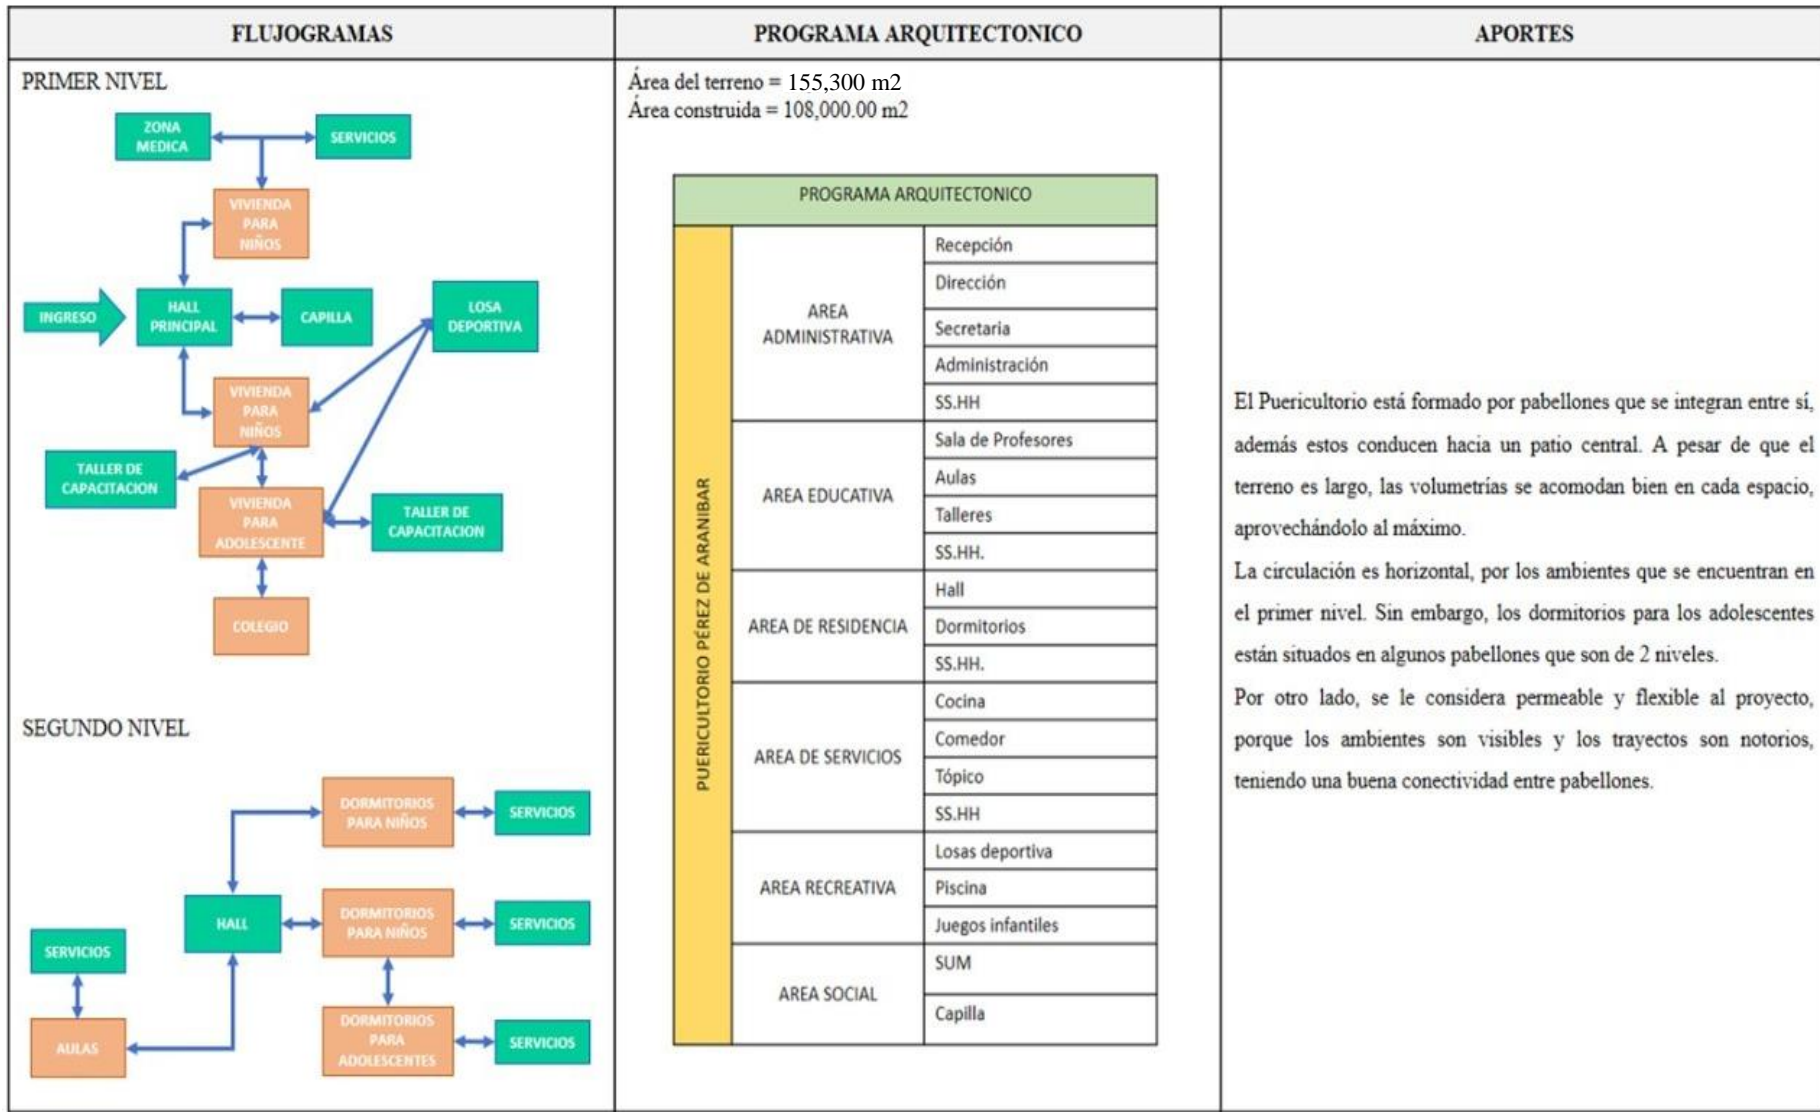 FLUJOGRAMAS
PROGRAMA ARQUITECTONICO
APORTES
PRIMER NIVEL
ZONA
MEDICA
SERVICIOS
VIVIENDA
PARA
NIÑOS
INGRESO
HALL
PRINCIPAL
CAPILLA
LOSA
DEPORTIVA
VIVIENDA
PARA
NIÑOS
TALLER DE
CAPACITACION
VIVIENDA
PARA
ADOLESCENTE
TALLER DE
CAPACITACION
COLEGIO
SEGUNDO NIVEL
DORMITORIOS
PARA NIÑOS
SERVICIOS
HALL
DORMITORIOS
PARA NIÑOS
SERVICIOS
SERVICIOS
AULAS
DORMITORIOS
PARA
ADOLESCENTES
SERVICIOS
Área del terreno = 155,300 m2
Área construida = 108,000.00 m2
PROGRAMA ARQUITECTONICO
PUERICULTORIO PÉREZ DE ARANIBAR
AREA
ADMINISTRATIVA
Recepción
Dirección
Secretaria
Administración
SS.HH
AREA EDUCATIVA
Sala de Profesores
Aulas
Talleres
SS.HH.
AREA DE RESIDENCIA
Hall
Dormitorios
SS.HH.
AREA DE SERVICIOS
Cocina
Comedor
Tópico
SS.HH
AREA RECREATIVA
Losas deportiva
Piscina
Juegos infantiles
AREA SOCIAL
SUM
Capilla
El Puericultorio está formado por pabellones que se integran entre sí,
además estos conducen hacia un patio central. A pesar de que el
terreno es largo, las volumetrías se acomodan bien en cada espacio,
aprovechándolo al máximo.
La circulación es horizontal, por los ambientes que se encuentran en
el primer nivel. Sin embargo, los dormitorios para los adolescentes
están situados en algunos pabellones que son de 2 niveles.
Por otro lado, se le considera permeable y flexible al proyecto,
porque los ambientes son visibles y los trayectos son notorios,
teniendo una buena conectividad entre pabellones.